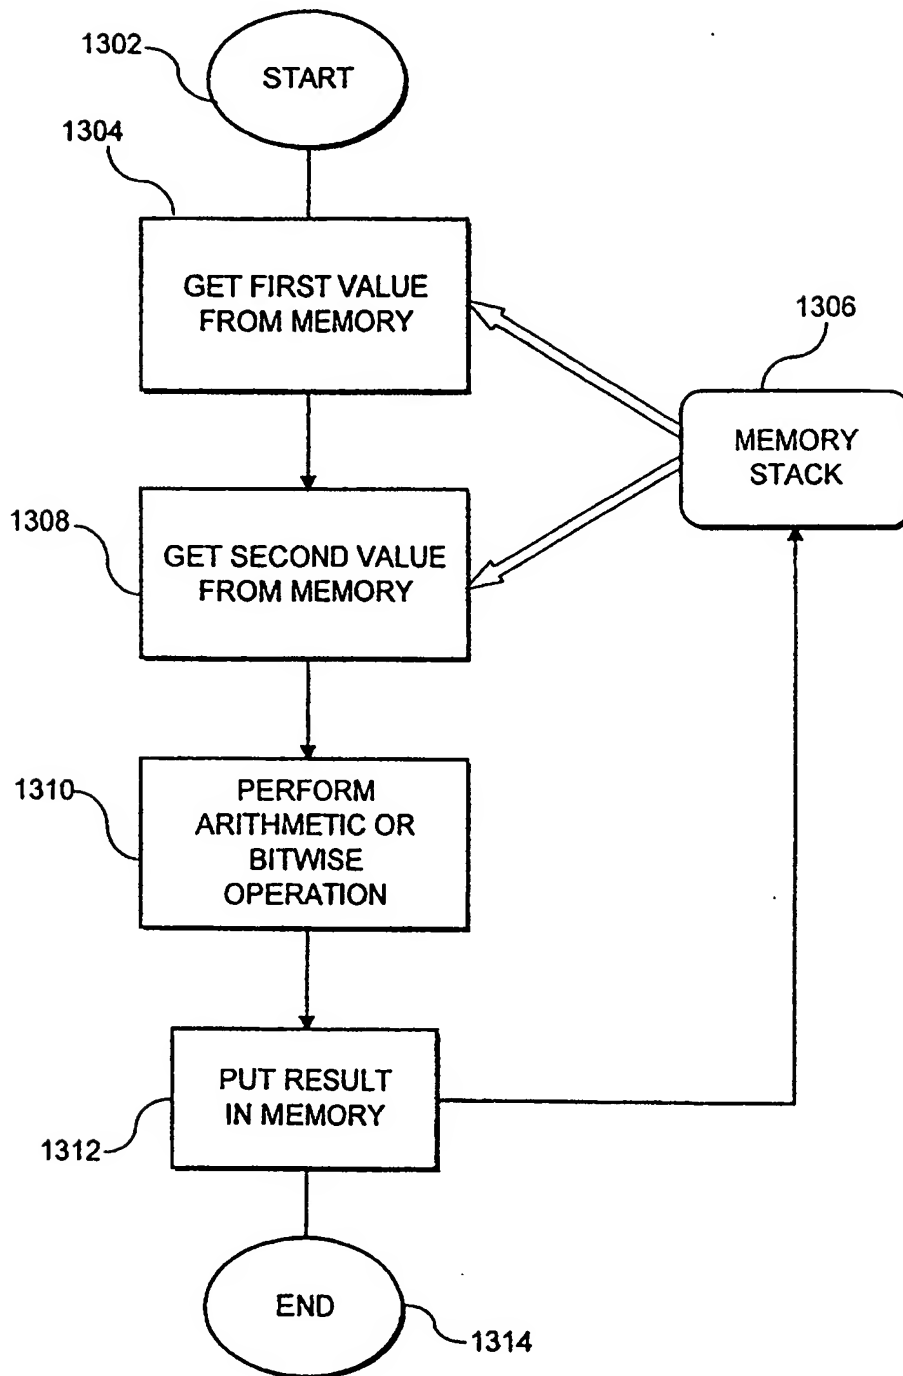 1302
START
1304
GET FIRST VALUE
FROM MEMORY
1306
MEMORY
STACK
1308
GET SECOND VALUE
FROM MEMORY
1310
PERFORM
ARITHMETIC OR
BITWISE
OPERATION
PUT RESULT
IN MEMORY
1312
END
1314